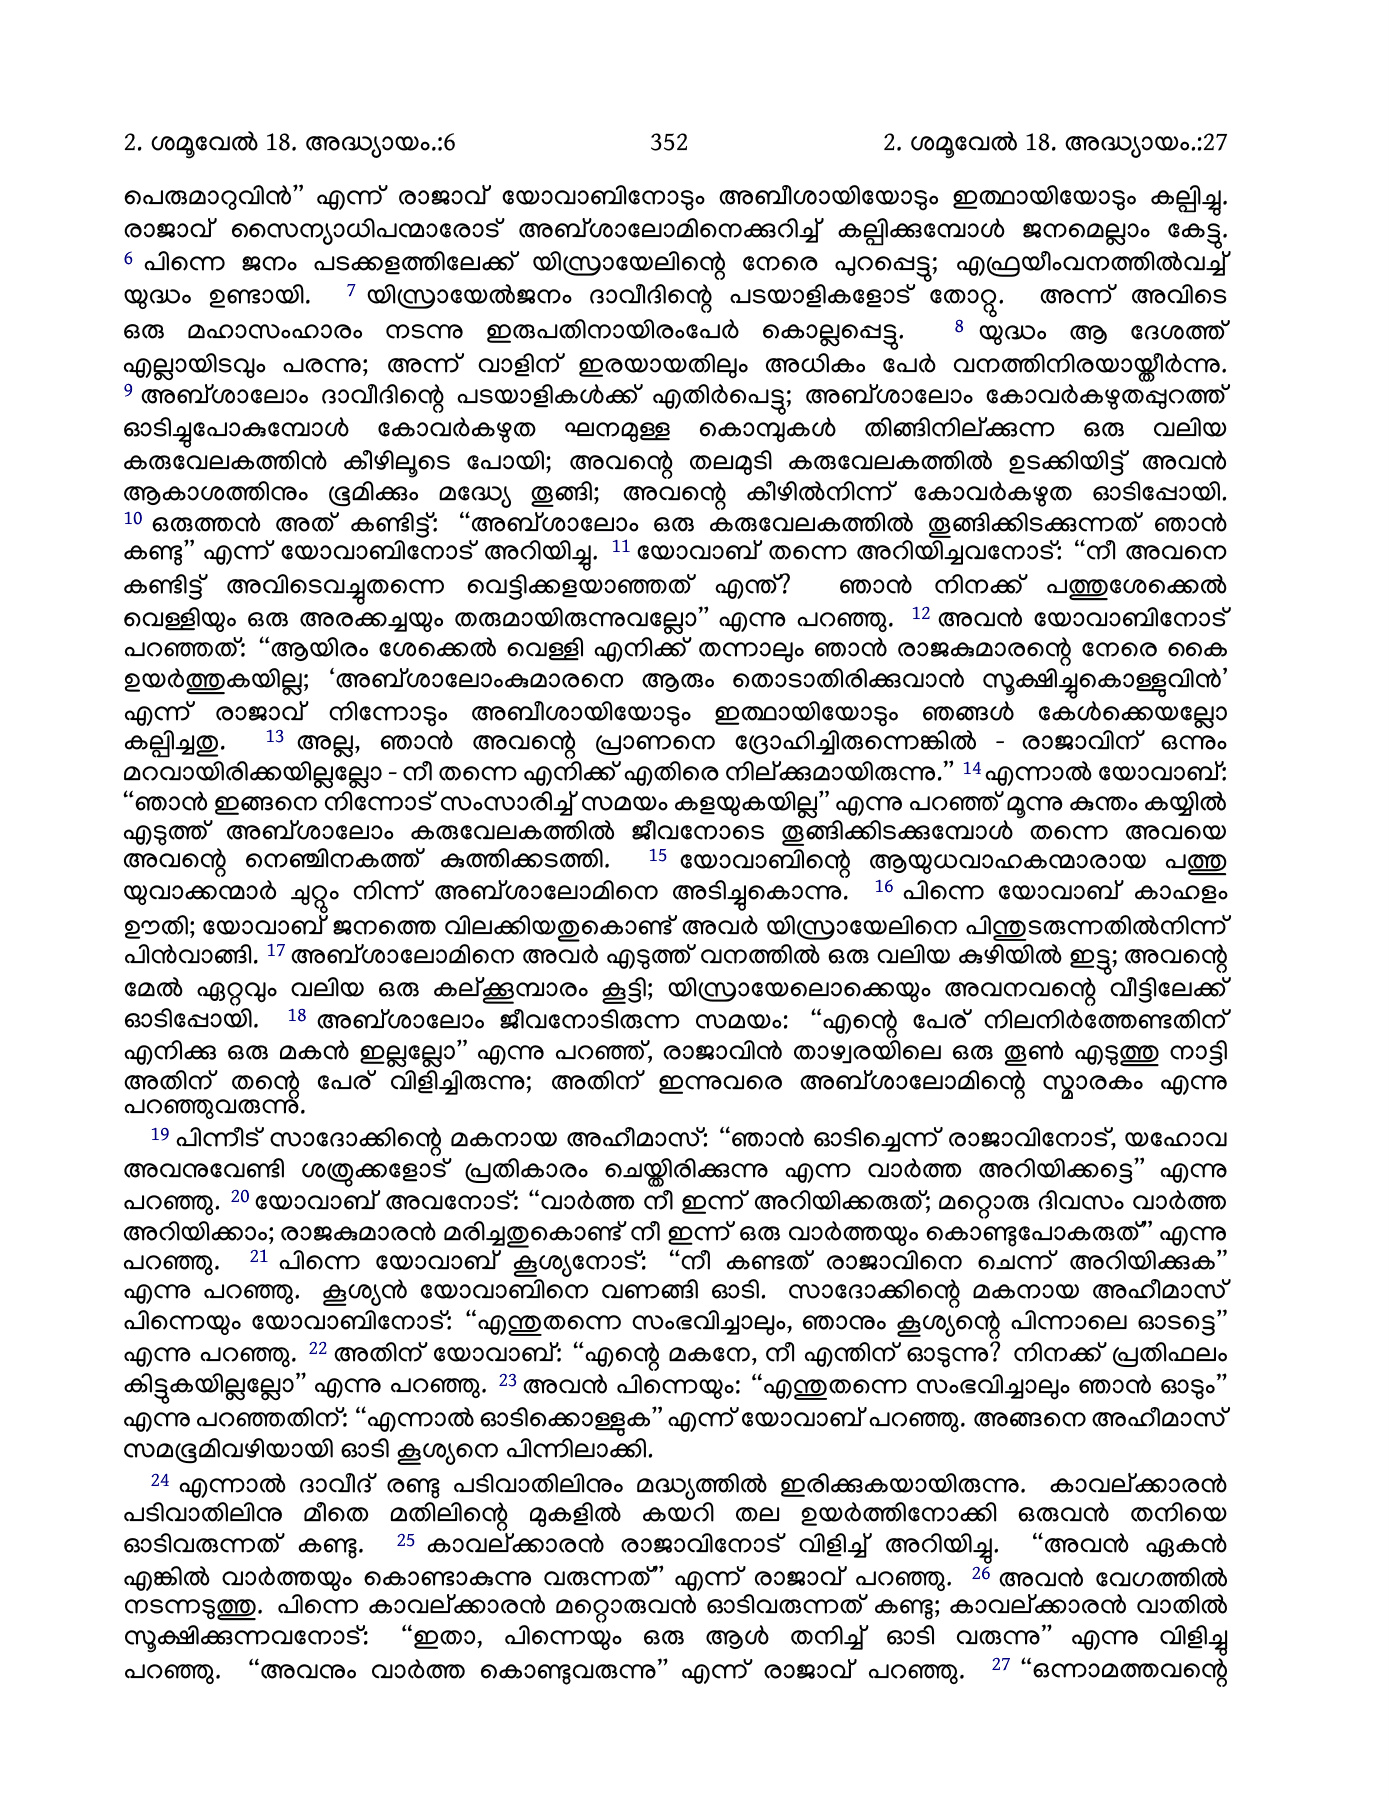 2. ശമൂവേൽ 18. അദ്ധ്യായം.:6 352 2. ശമൂവേൽ 18. അദ്ധ്യായം.:27
പെരുമാറുവിൻ” എന്ന് രാജാവ് യോവാബിനോടും അബീശായിയോടും ഇത്ഥായിയോടും കല്പിച്ചു.
രാജാവ് സൈന്യാധിപന്മാരോട് അബ്ശാലോമിനെക്കുറിച്ച് കല്പിക്കുമ്പോൾ ജനമെല്ലാം കേട്ടു.
6 പിന്നെ ജനം പടക്കളത്തിലേക്ക് യിസ്രായേലിന്റെ നേരെ പുറപ്പെട്ടു; എഫ്രയീംവനത്തിൽവച്ച്
യുദ്ധം ഉണ്ടായി. 7 യിസ്രായേൽജനം ദാവീദിന്റെ പടയാളികളോട് തോറ്റു. അന്ന് അവിടെ
ഒരു മഹാസംഹാരം നടന്നു ഇരുപതിനായിരംപേർ കൊല്ലപ്പെട്ടു. 8 യുദ്ധം ആ ദേശത്ത്
എല്ലായിടവും പരന്നു; അന്ന് വാളിന് ഇരയായതിലും അധികം പേർ വനത്തിനിരയായ്തീർന്നു.
9 അബ്ശാലോം ദാവീദിന്റെ പടയാളികൾക്ക് എതിർപെട്ടു; അബ്ശാലോം കോവർകഴുതപ്പുറത്ത്
ഓടിച്ചുപോകുമ്പോൾ കോവർകഴുത ഘനമുള്ള കൊമ്പുകൾ തിങ്ങിനില്ക്കുന്ന ഒരു വലിയ
കരുവേലകത്തിൻ കീഴിലൂടെ പോയി; അവന്റെ തലമുടി കരുവേലകത്തിൽ ഉടക്കിയിട്ട് അവൻ
ആകാശത്തിനും ഭൂമിക്കും മദ്ധ്യേ തൂങ്ങി; അവന്റെ കീഴിൽനിന്ന് കോവർകഴുത ഓടിപ്പോയി.
10 ഒരുത്തൻ അത് കണ്ടിട്ട്: “അബ്ശാലോം ഒരു കരുവേലകത്തിൽ തൂങ്ങിക്കിടക്കുന്നത് ഞാൻ
കണ്ടു” എന്ന് യോവാബിനോട് അറിയിച്ചു. 11 യോവാബ് തന്നെ അറിയിച്ചവനോട്: “നീ അവനെ
കണ്ടിട്ട് അവിടെവച്ചുതന്നെ വെട്ടിക്കളയാഞ്ഞത് എന്ത്? ഞാൻ നിനക്ക് പത്തുശേക്കെൽ
വെള്ളിയും ഒരു അരക്കച്ചയും തരുമായിരുന്നുവല്ലോ” എന്നു പറഞ്ഞു. 12 അവൻ യോവാബിനോട്
പറഞ്ഞത്: “ആയിരം ശേക്കെൽ വെള്ളി എനിക്ക് തന്നാലും ഞാൻ രാജകുമാരന്റെ നേരെ കൈ
ഉയർത്തുകയില്ല; ‘അബ്ശാലോംകുമാരനെ ആരും തൊടാതിരിക്കുവാൻ സൂക്ഷിച്ചുകൊള്ളുവിൻ’
എന്ന് രാജാവ് നിന്നോടും അബീശായിയോടും ഇത്ഥായിയോടും ഞങ്ങൾ കേൾക്കെയല്ലോ
കല്പിച്ചതു. 13 അല്ല, ഞാൻ അവന്റെ പ്രാണനെ ദ്രോഹിച്ചിരുന്നെങ്കിൽ - രാജാവിന് ഒന്നും
മറവായിരിക്കയില്ലല്ലോ - നീ തന്നെ എനിക്ക് എതിരെ നില്ക്കുമായിരുന്നു.” 14 എന്നാൽ യോവാബ്:
“ഞാൻ ഇങ്ങനെ നിന്നോട് സംസാരിച്ച് സമയം കളയുകയില്ല” എന്നു പറഞ്ഞ് മൂന്നു കുന്തം കയ്യിൽ
എടുത്ത് അബ്ശാലോം കരുവേലകത്തിൽ ജീവനോടെ തൂങ്ങിക്കിടക്കുമ്പോൾ തന്നെ അവയെ
അവന്റെ നെഞ്ചിനകത്ത് കുത്തിക്കടത്തി. 15 യോവാബിന്റെ ആയുധവാഹകന്മാരായ പത്തു
യുവാക്കന്മാർ ചുറ്റും നിന്ന് അബ്ശാലോമിനെ അടിച്ചുകൊന്നു. 16 പിന്നെ യോവാബ് കാഹളം
ഊതി; യോവാബ് ജനത്തെ വിലക്കിയതുകൊണ്ട് അവർ യിസ്രായേലിനെ പിന്തുടരുന്നതിൽനിന്ന്
പിൻവാങ്ങി. 17 അബ്ശാലോമിനെ അവർ എടുത്ത് വനത്തിൽ ഒരു വലിയ കുഴിയിൽ ഇട്ടു; അവന്റെ
മേൽ ഏറ്റവും വലിയ ഒരു കല്ക്കൂമ്പാരം കൂട്ടി; യിസ്രായേലൊക്കെയും അവനവന്റെ വീട്ടിലേക്ക്
ഓടിപ്പോയി. 18 അബ്ശാലോം ജീവനോടിരുന്ന സമയം: “എന്റെ പേര് നിലനിർത്തേണ്ടതിന്
എനിക്കു ഒരു മകൻ ഇല്ലല്ലോ” എന്നു പറഞ്ഞ്, രാജാവിൻ താഴ്വരയിലെ ഒരു തൂൺ എടുത്തു നാട്ടി
അതിന് തന്റെ പേര് വിളിച്ചിരുന്നു; അതിന് ഇന്നുവരെ അബ്ശാലോമിന്റെ സ്മാരകം എന്നു
പറഞ്ഞുവരുന്നു.
19 പിന്നീട് സാദോക്കിന്റെ മകനായ അഹീമാസ്: “ഞാൻ ഓടിച്ചെന്ന് രാജാവിനോട്, യഹോവ
അവനുവേണ്ടി ശത്രുക്കളോട് പ്രതികാരം ചെയ്തിരിക്കുന്നു എന്ന വാർത്ത അറിയിക്കട്ടെ” എന്നു
പറഞ്ഞു. 20 യോവാബ് അവനോട്: “വാർത്ത നീ ഇന്ന് അറിയിക്കരുത്; മറ്റൊരു ദിവസം വാർത്ത
അറിയിക്കാം; രാജകുമാരൻ മരിച്ചതുകൊണ്ട് നീ ഇന്ന് ഒരു വാർത്തയും കൊണ്ടുപോകരുത്” എന്നു
പറഞ്ഞു. 21 പിന്നെ യോവാബ് കൂശ്യനോട്: “നീ കണ്ടത് രാജാവിനെ ചെന്ന് അറിയിക്കുക”
എന്നു പറഞ്ഞു. കൂശ്യൻ യോവാബിനെ വണങ്ങി ഓടി. സാദോക്കിന്റെ മകനായ അഹീമാസ്
പിന്നെയും യോവാബിനോട്: “എന്തുതന്നെ സംഭവിച്ചാലും, ഞാനും കൂശ്യന്റെ പിന്നാലെ ഓടട്ടെ”
എന്നു പറഞ്ഞു. 22 അതിന് യോവാബ്: “എന്റെ മകനേ, നീ എന്തിന് ഓടുന്നു? നിനക്ക് പ്രതിഫലം
കിട്ടുകയില്ലല്ലോ” എന്നു പറഞ്ഞു. 23 അവൻ പിന്നെയും: “എന്തുതന്നെ സംഭവിച്ചാലും ഞാൻ ഓടും”
എന്നു പറഞ്ഞതിന്: “എന്നാൽ ഓടിക്കൊള്ളുക” എന്ന് യോവാബ് പറഞ്ഞു. അങ്ങനെ അഹീമാസ്
സമഭൂമിവഴിയായി ഓടി കൂശ്യനെ പിന്നിലാക്കി.
24 എന്നാൽ ദാവീദ് രണ്ടു പടിവാതിലിനും മദ്ധ്യത്തിൽ ഇരിക്കുകയായിരുന്നു. കാവല്ക്കാരൻ
പടിവാതിലിനു മീതെ മതിലിന്റെ മുകളിൽ കയറി തല ഉയർത്തിനോക്കി ഒരുവൻ തനിയെ
ഓടിവരുന്നത് കണ്ടു. 25 കാവല്ക്കാരൻ രാജാവിനോട് വിളിച്ച് അറിയിച്ചു. “അവൻ ഏകൻ
എങ്കിൽ വാർത്തയും കൊണ്ടാകുന്നു വരുന്നത്” എന്ന് രാജാവ് പറഞ്ഞു. 26 അവൻ വേഗത്തിൽ
നടന്നടുത്തു. പിന്നെ കാവല്ക്കാരൻ മറ്റൊരുവൻ ഓടിവരുന്നത് കണ്ടു; കാവല്ക്കാരൻ വാതിൽ
സൂക്ഷിക്കുന്നവനോട്: “ഇതാ, പിന്നെയും ഒരു ആൾ തനിച്ച് ഓടി വരുന്നു” എന്നു വിളിച്ചു
പറഞ്ഞു. “അവനും വാർത്ത കൊണ്ടുവരുന്നു” എന്ന് രാജാവ് പറഞ്ഞു. 27 “ഒന്നാമത്തവന്റെ